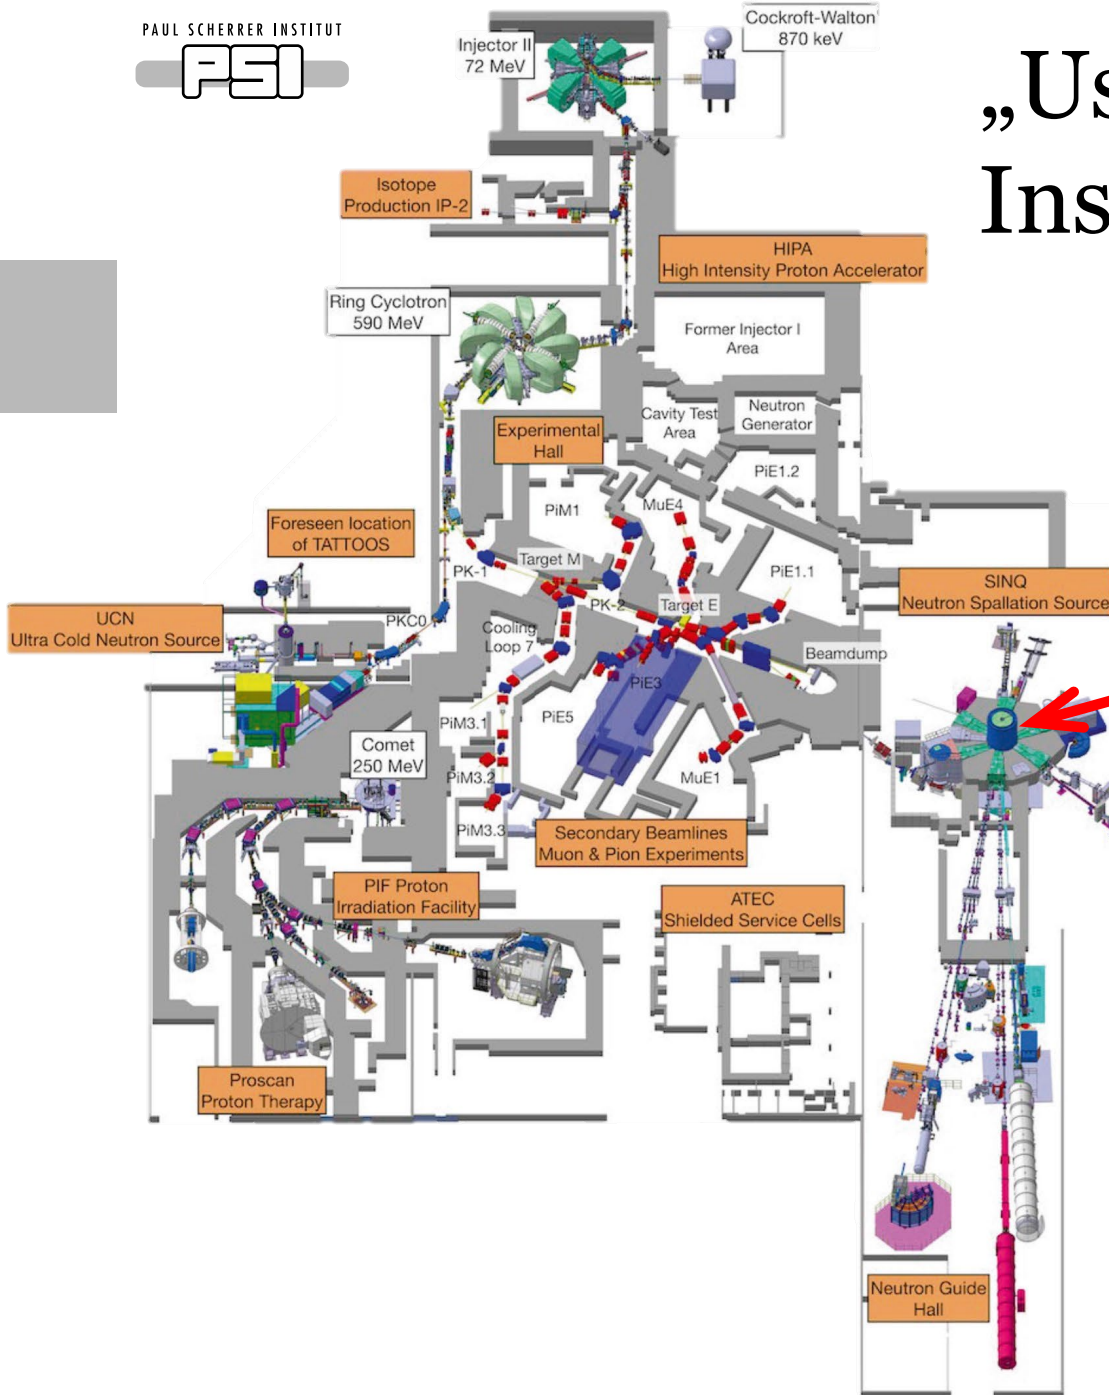 PAUL SCHERRER INSTITUT
PSI
Cockroft-Walton
870 keV
Injector II
72 MeV
„Us
Ins
Isotope
Production IP-2
HIPA
High Intensity Proton Accelerator
Ring Cyclotron
590 MeV
Former Injector I
Area
Cavity Test
Area
Neutron
Generator
Experimental
Hall
PiE1.2
PiM1
MuE4
Foreseen location
of TATTOOS
Target M
PK-1
PiE1.1
SINQ
Neutron Spallation Source
PK-2
Target E
UCN
Ultra Cold Neutron Source
PKC0
Cooling
Loop 7
Beamdump
PiE3
PiM3.1
PiE5
Comet
250 MeV
PiM3.2
MuE1
PiM3.3
Secondary Beamlines
Muon & Pion Experiments
PIF Proton
Irradiation Facility
ATEC
Shielded Service Cells
Proscan
Proton Therapy
Neutron Guide
Hall